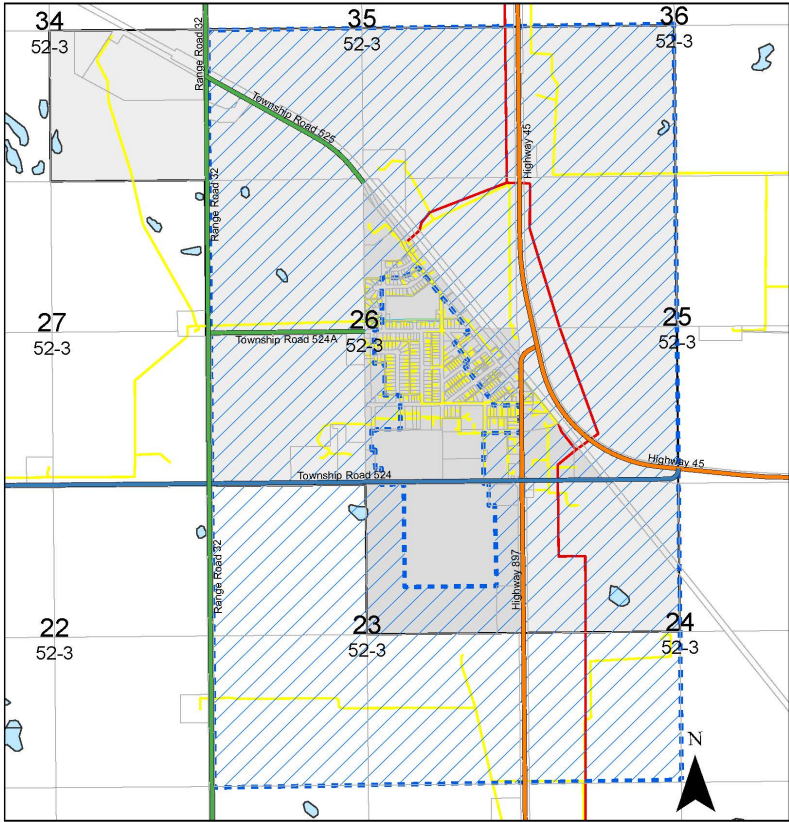 34
52-3
35
52-3
36
52-3
Range Road 32
Township Road 525
Highway 45
Range Road 32
27
52-3
26
52-3
25
52-3
Township Road 524A
Highway 45
Township Road 524
Range Road 32
Highway 897
22
52-3
23
52-3
24
52-3
N